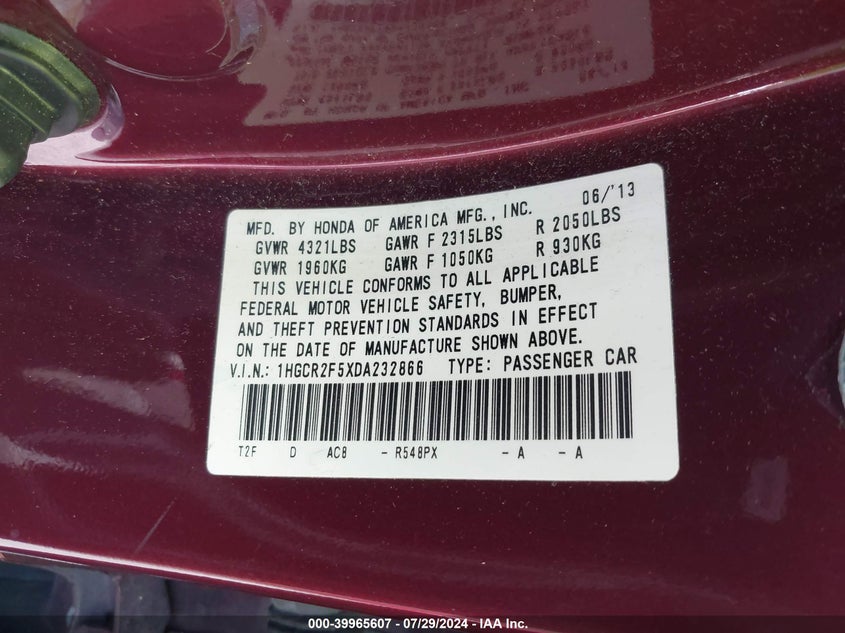 06/'13
MFD. BY HONDA OF AMERICA MFG., INC.
GVWR 4321LBS GAWR F 2315LBS R 2050LBS
GVWR 1960KG GAWR F 1050KG R 930KG
THIS VEHICLE CONFORMS TO ALL APPLICABLE
FEDERAL MOTOR VEHICLE SAFETY, BUMPER,
AND THEFT PREVENTION STANDARDS IN EFFECT
ON THE DATE OF MANUFACTURE SHOWN ABOVE.
V.I.N.: 1HGCR2F5XDA232866 TYPE: PASSENGER CAR
T2F D AC8 - R548PX - A - A
000-39965607 - 07/29/2024 - IAA Inc.